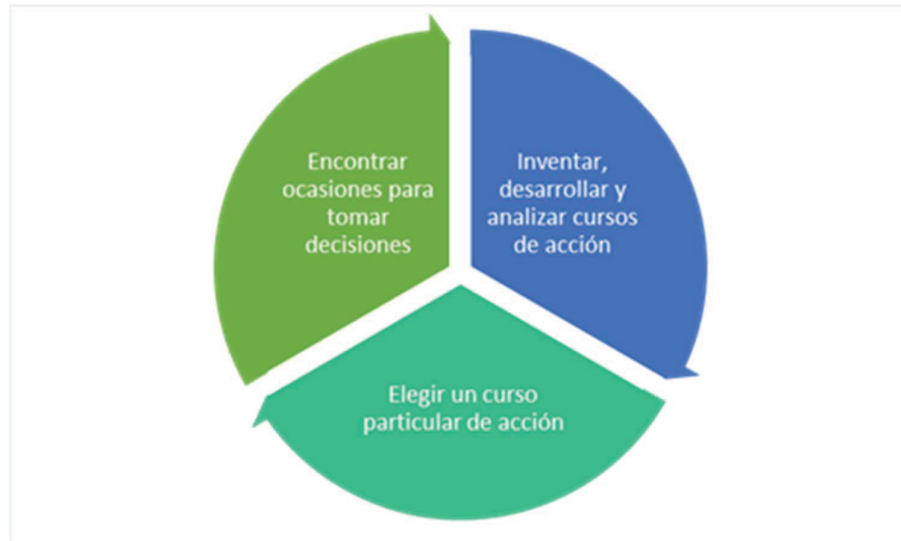 Encontrar
ocasiones para
tomar
decisiones
Inventar,
desarrollar y
analizar cursos
de acción
Elegir un curso
particular de acción